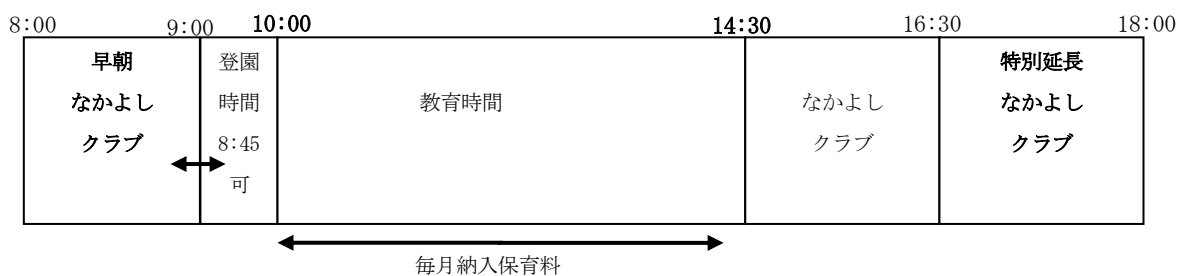 8:00
9:00
10:00
14:30
16:30
18:00
早朝
なかよし
クラブ
登園
時間
8:45
可
教育時間
なかよし
クラブ
特別延長
なかよし
クラブ
毎月納入保育料